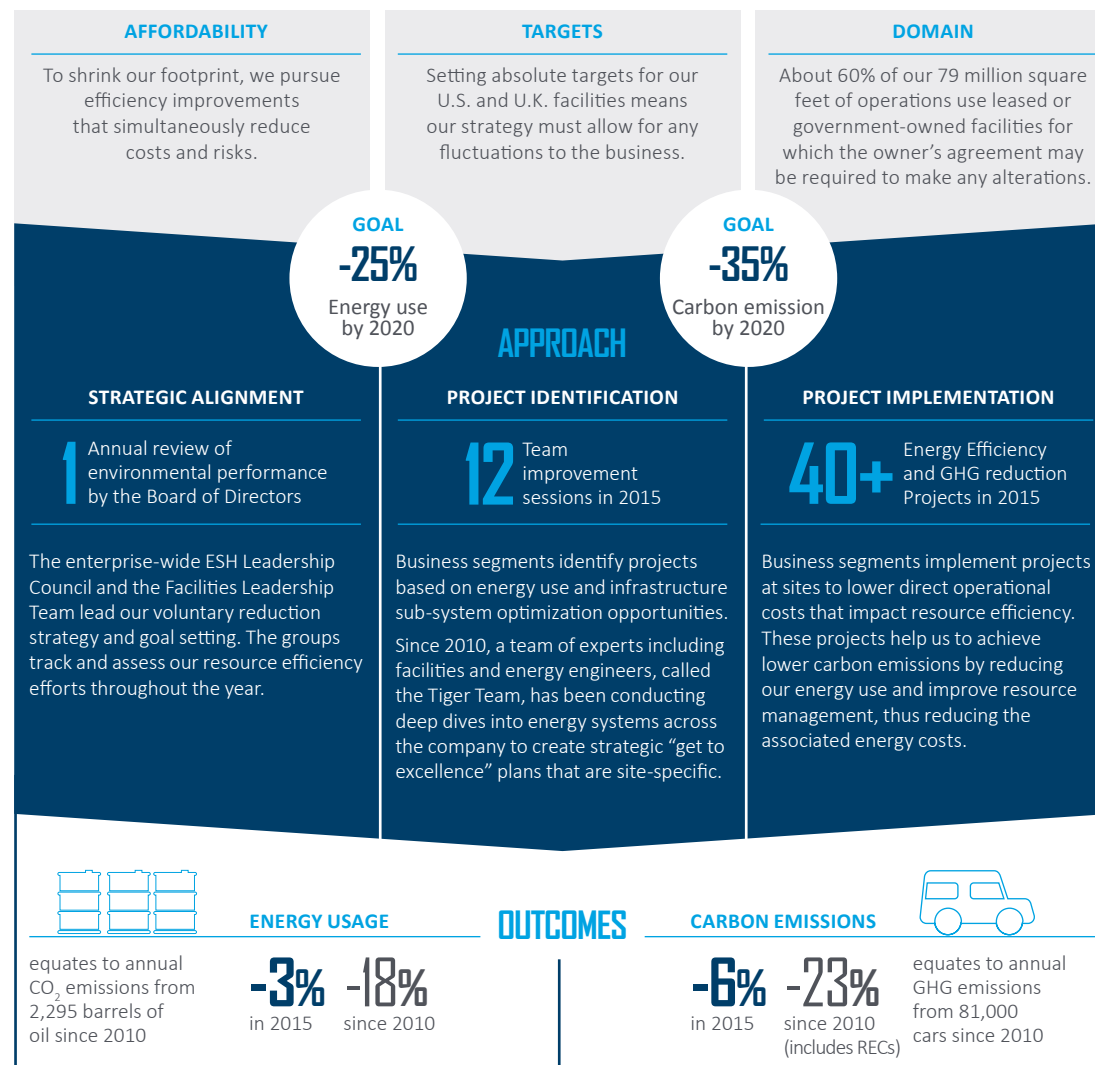 AFFORDABILITY
To shrink our footprint, we pursue
efficiency improvements
that simultaneously reduce
costs and risks.
TARGETS
Setting absolute targets for our
U.S. and U.K. facilities means
our strategy must allow for any
fluctuations to the business.
DOMAIN
About 60% of our 79 million square
feet of operations use leased or
government-owned facilities for
which the owner’s agreement may
be required to make any alterations.
GOAL
-25%
Energy use
by 2020
GOAL
-35%
Carbon emission
by 2020
APPROACH
STRATEGIC ALIGNMENT
1
Annual review of
environmental performance
by the Board of Directors
The enterprise-wide ESH Leadership
Council and the Facilities Leadership
Team lead our voluntary reduction
strategy and goal setting. The groups
track and assess our resource efficiency
efforts throughout the year.
PROJECT IDENTIFICATION
12
Team
improvement
sessions in 2015
Business segments identify projects
based on energy use and infrastructure
sub-system optimization opportunities.
Since 2010, a team of experts including
facilities and energy engineers, called
the Tiger Team, has been conducting
deep dives into energy systems across
the company to create strategic “get to
excellence” plans that are site-specific.
PROJECT IMPLEMENTATION
40+
Energy Efficiency
and GHG reduction
Projects in 2015
Business segments implement projects
at sites to lower direct operational
costs that impact resource efficiency.
These projects help us to achieve
lower carbon emissions by reducing
our energy use and improve resource
management, thus reducing the
associated energy costs.
OUTCOMES
ENERGY USAGE
equates to annual
CO₂ emissions from
2,295 barrels of
oil since 2010
-3%
in 2015
-18%
since 2010
CARBON EMISSIONS
-6%
in 2015
-23%
since 2010
(includes RECs)
equates to annual
GHG emissions
from 81,000
cars since 2010